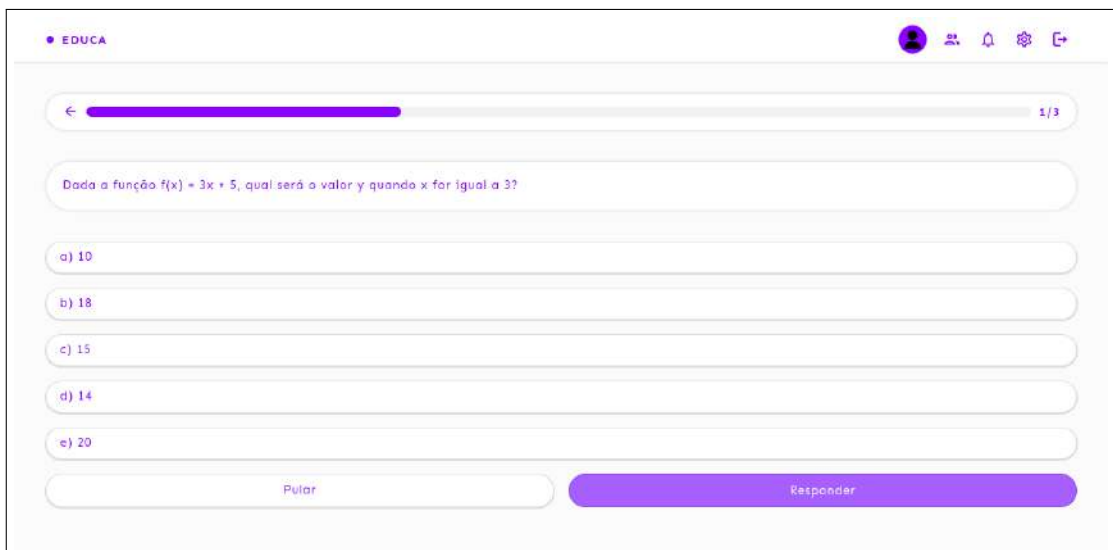 EDUCA
1/3
Dada a função f(x) = 3x + 5, qual será o valor y quando x for igual a 3?
a) 10
b) 18
c) 15
d) 14
e) 20
Pular
Responder